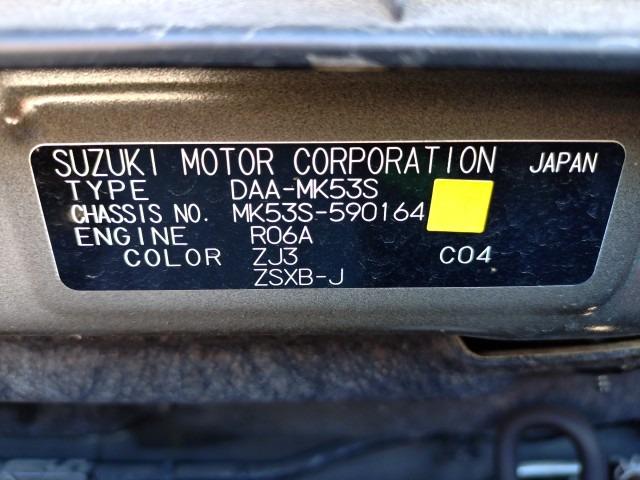 SUZUKI MOTOR CORPORATION JAPAN
TYPE DAA-MK53S
CHASSIS NO. MK53S-590164
ENGINE R06A
COLOR ZJ3 C04
ZSXB-J